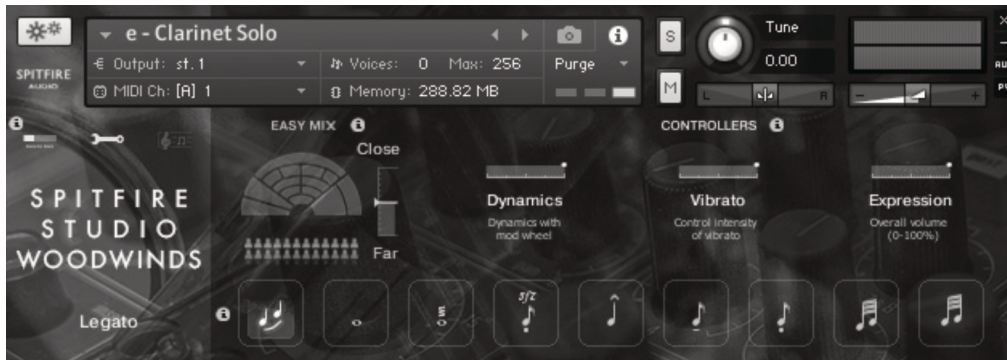 e - Clarinet Solo
S
Tune
Output: st. 1
Voices: 0 Max: 256
Purge
0.00
SPITFIRE
AUDIO
MIDI Ch: [A] 1
Memory: 288.82 MB
M
L
R
-
+
EASY MIX
CONTROLLERS
Close
SPITFIRE
STUDIO
WOODWINDS
Dynamics
Dynamics with
mod wheel
Vibrato
Control intensity
of vibrato
Expression
Overall volume
(0-100%)
Far
Legato
sfz